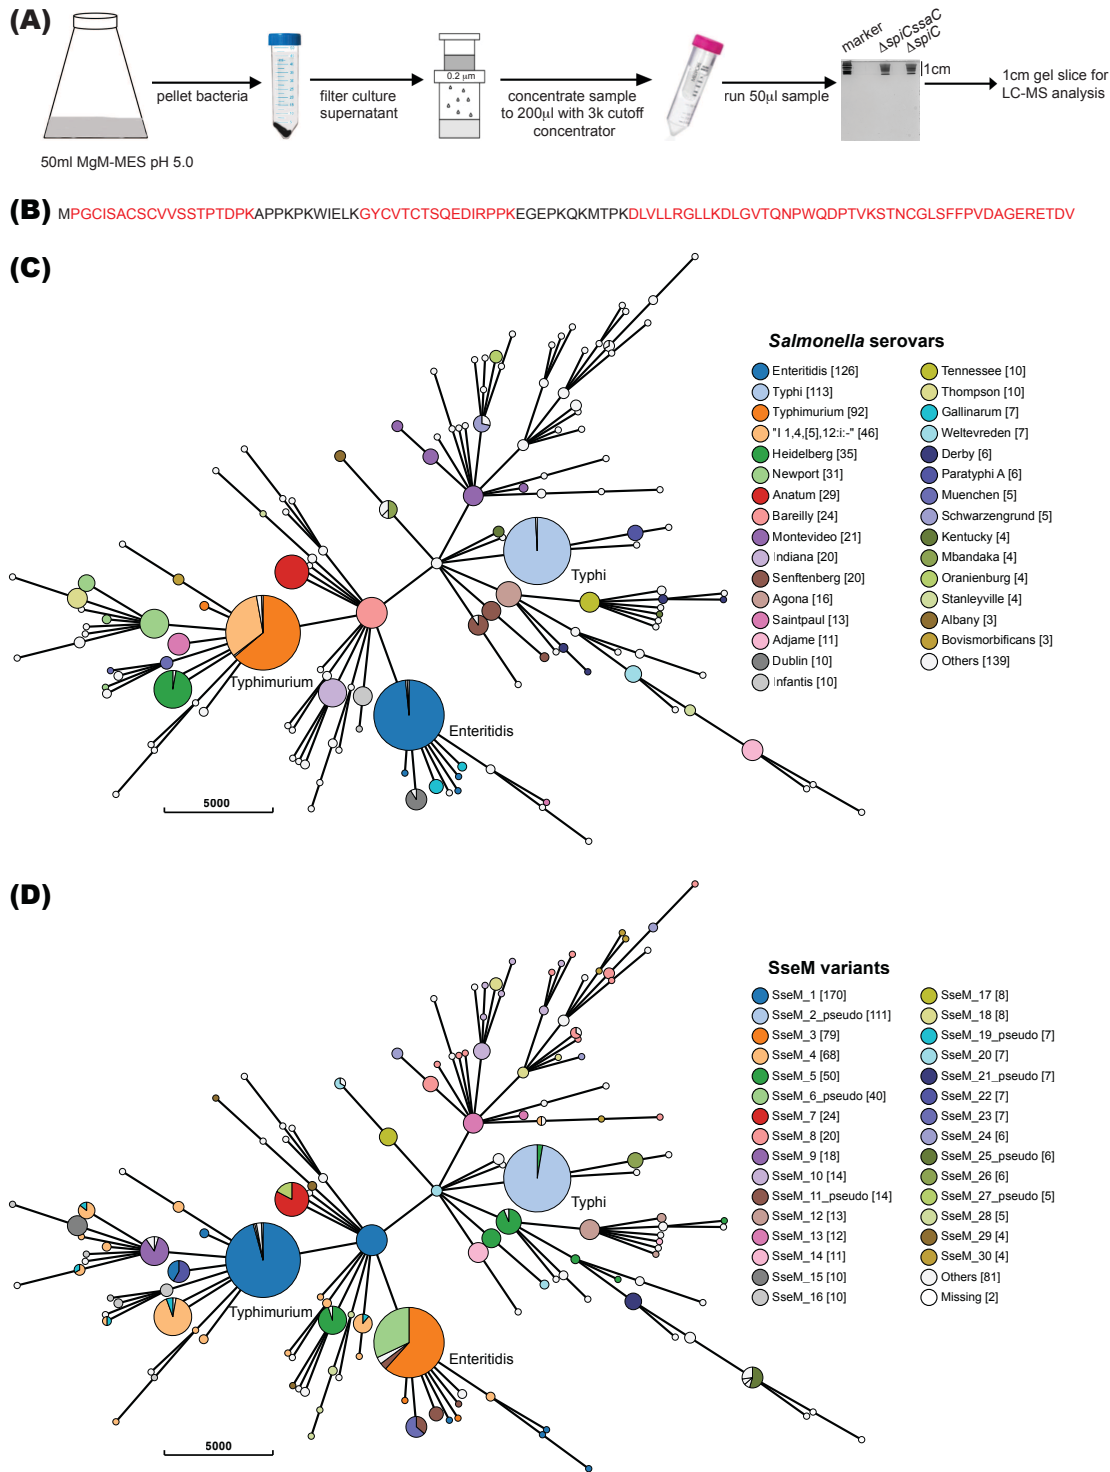 (A)
marker
ΔspiCssaC
ΔspiC
0.2 µm
1cm
pellet bacteria
filter culture
supernatant
concentrate sample
to 200µl with 3k cutoff
concentrator
run 50µl sample
1cm gel slice for
LC-MS analysis
50ml MgM-MES pH 5.0
(B)
MPGCISACSCVVSSTPTDPKAPPKPKWIELKGYCVTCTSQEDIRPPKEGEPKQKMTPKDLVLLRGLLKDLGVTQNPWQDPTVKSTNCGLSFFPVDAGERETDV
(C)
Typhi
Typhimurium
Enteritidis
5000
Salmonella serovars
Enteritidis [126]
Typhi [113]
Typhimurium [92]
"I 1,4,[5],12:i:-" [46]
Heidelberg [35]
Newport [31]
Anatum [29]
Bareilly [24]
Montevideo [21]
Indiana [20]
Senftenberg [20]
Agona [16]
Saintpaul [13]
Adjame [11]
Dublin [10]
Infantis [10]
Tennessee [10]
Thompson [10]
Gallinarum [7]
Weltevreden [7]
Derby [6]
Paratyphi A [6]
Muenchen [5]
Schwarzengrund [5]
Kentucky [4]
Mbandaka [4]
Oranienburg [4]
Stanleyville [4]
Albany [3]
Bovismorbificans [3]
Others [139]
(D)
Typhi
Typhimurium
Enteritidis
5000
SseM variants
SseM_1 [170]
SseM_2_pseudo [111]
SseM_3 [79]
SseM_4 [68]
SseM_5 [50]
SseM_6_pseudo [40]
SseM_7 [24]
SseM_8 [20]
SseM_9 [18]
SseM_10 [14]
SseM_11_pseudo [14]
SseM_12 [13]
SseM_13 [12]
SseM_14 [11]
SseM_15 [10]
SseM_16 [10]
SseM_17 [8]
SseM_18 [8]
SseM_19_pseudo [7]
SseM_20 [7]
SseM_21_pseudo [7]
SseM_22 [7]
SseM_23 [7]
SseM_24 [6]
SseM_25_pseudo [6]
SseM_26 [6]
SseM_27_pseudo [5]
SseM_28 [5]
SseM_29 [4]
SseM_30 [4]
Others [81]
Missing [2]